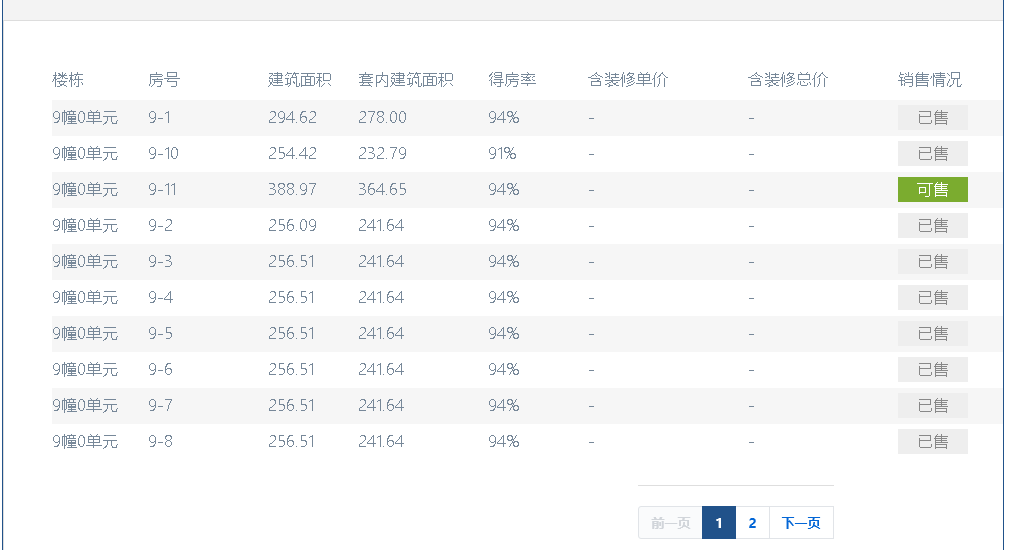 楼栋 房号 建筑面积 套内建筑面积 得房率 含装修单价 含装修总价 销售情况
9幢0单元 9-1 294.62 278.00 94% - - 已售
9幢0单元 9-10 254.42 232.79 91% - - 已售
9幢0单元 9-11 388.97 364.65 94% - - 可售
9幢0单元 9-2 256.09 241.64 94% - - 已售
9幢0单元 9-3 256.51 241.64 94% - - 已售
9幢0单元 9-4 256.51 241.64 94% - - 已售
9幢0单元 9-5 256.51 241.64 94% - - 已售
9幢0单元 9-6 256.51 241.64 94% - - 已售
9幢0单元 9-7 256.51 241.64 94% - - 已售
9幢0单元 9-8 256.51 241.64 94% - - 已售
前一页 1 2 下一页